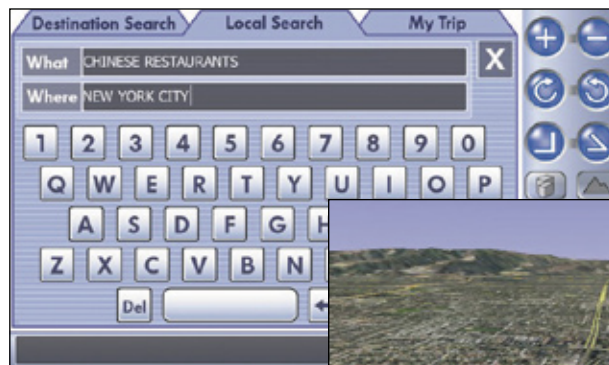 Destination Search Local Search My Trip
What CHINESE RESTAURANTS X
Where NEW YORK CITY
1 2 3 4 5 6 7 8 9 0
Q W E R T Y U I O P
A S D F G H
Z X C V B N
Del